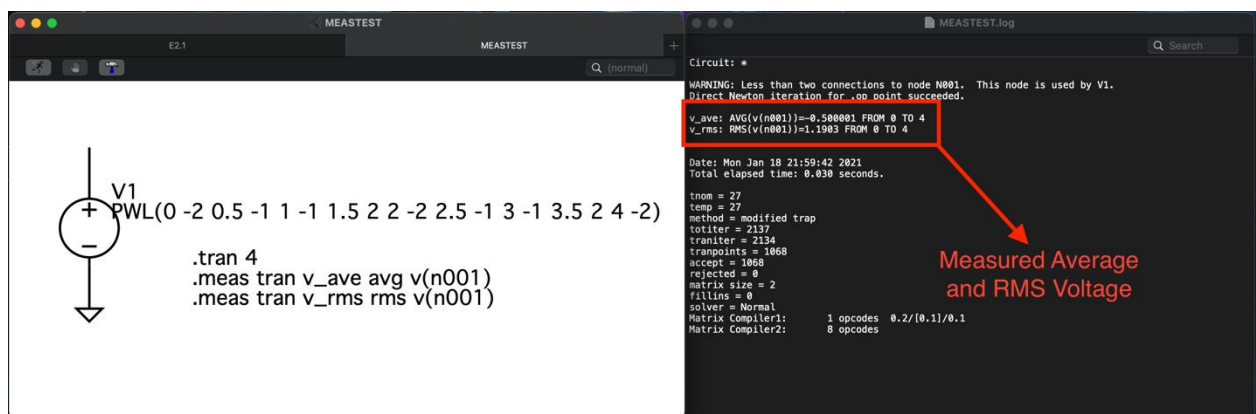 MEASTEST
E2.1
MEASTEST
+
(normal)
V1
PWL(0 -2 0.5 -1 1 -1 1.5 2 2 -2 2.5 -1 3 -1 3.5 2 4 -2)
+
−
.tran 4
.meas tran v_ave avg v(n001)
.meas tran v_rms rms v(n001)
MEASTEST.log
Search
Circuit: *
WARNING: Less than two connections to node N001. This node is used by V1.
Direct Newton iteration for .op point succeeded.
v_ave: AVG(v(n001))=-0.500001 FROM 0 TO 4
v_rms: RMS(v(n001))=1.1903 FROM 0 TO 4
Date: Mon Jan 18 21:59:42 2021
Total elapsed time: 0.030 seconds.
tnom = 27
temp = 27
method = modified trap
totiter = 2137
traniter = 2134
tranpoints = 1068
accept = 1068
rejected = 0
matrix size = 2
fillins = 0
solver = Normal
Matrix Compiler1: 1 opcodes 0.2/[0.1]/0.1
Matrix Compiler2: 8 opcodes
Measured Average
and RMS Voltage